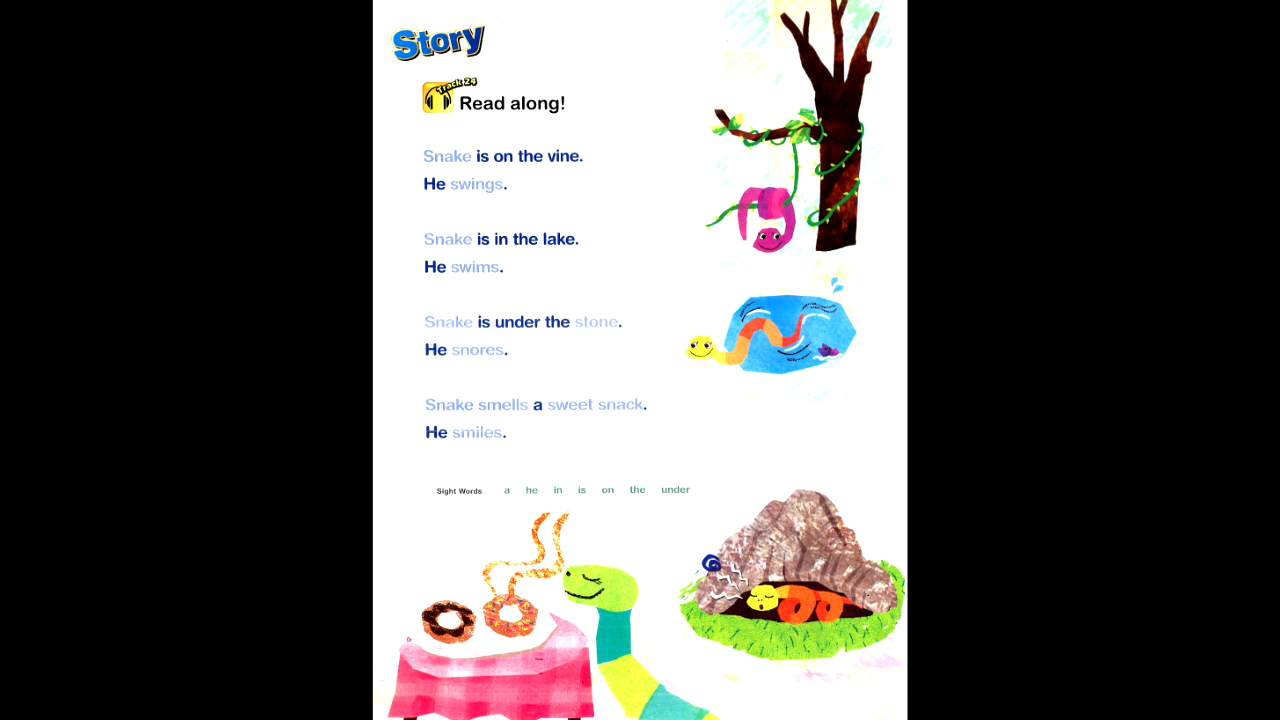 Story
Track 24
Read along!
Snake is on the vine.
He swings.
Snake is in the lake.
He swims.
Snake is under the stone.
He snores.
Snake smells a sweet snack.
He smiles.
Sight Words a he in is on the under